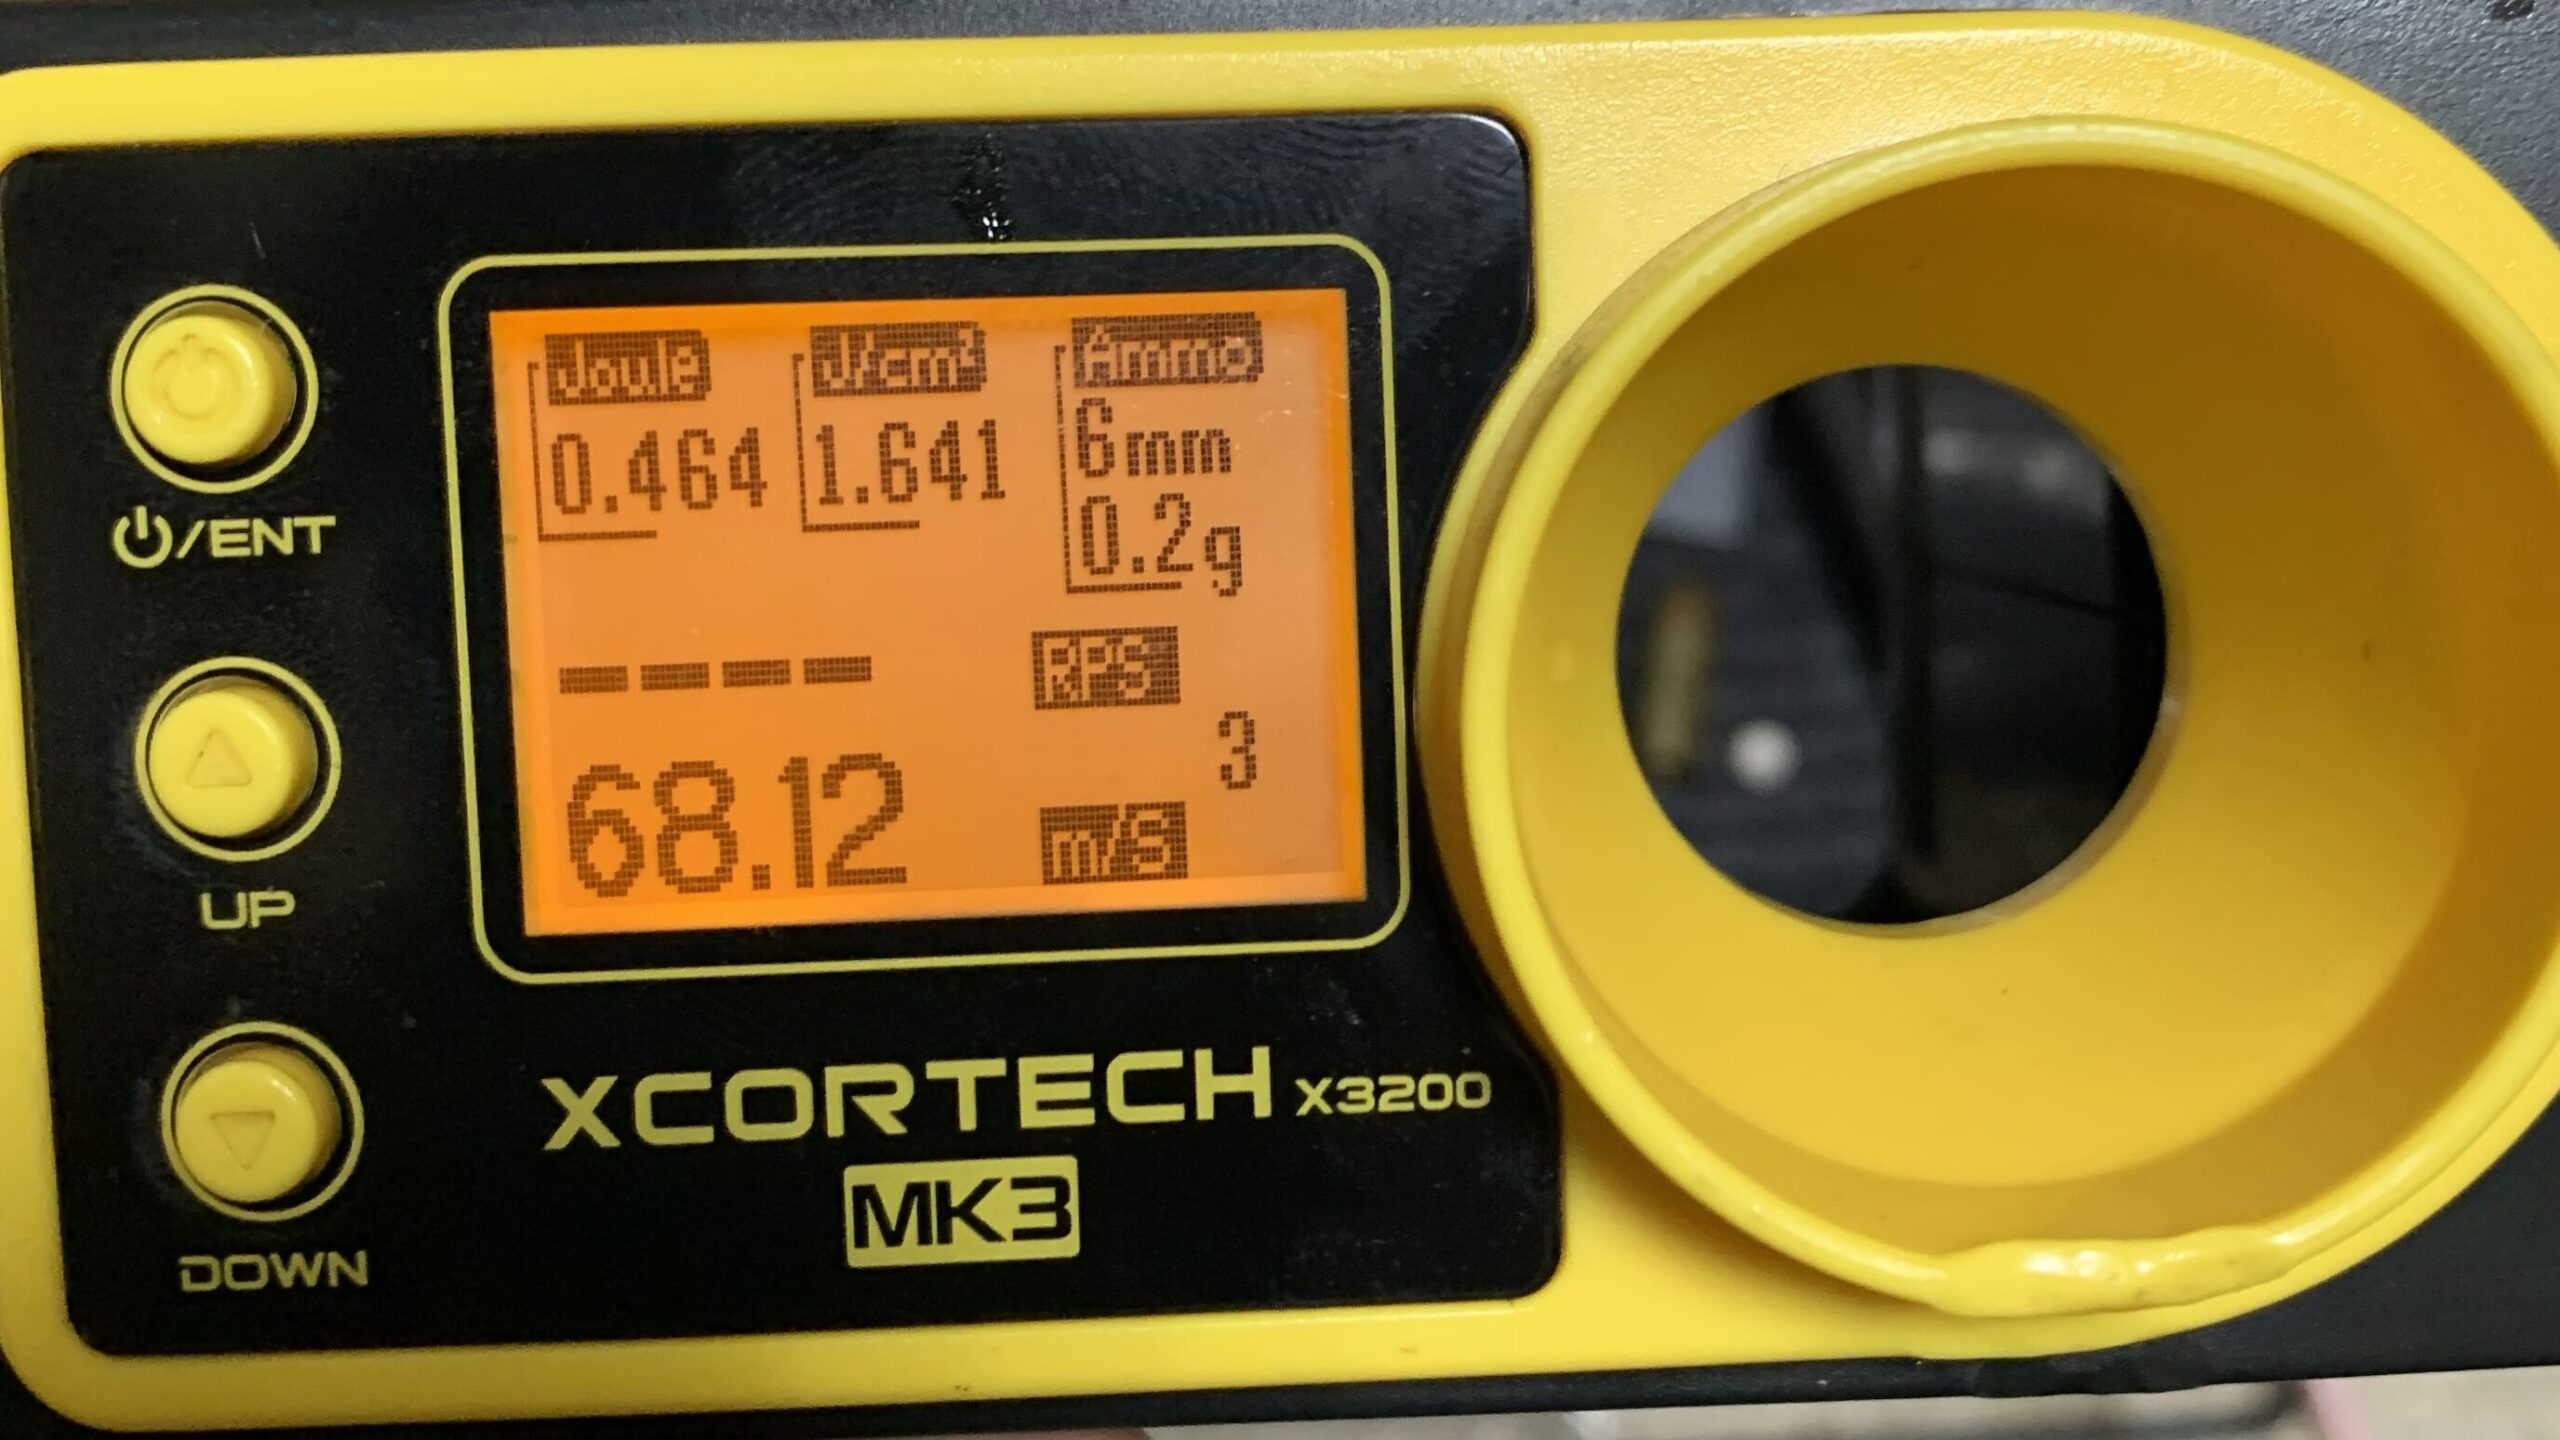 Joule J/cm² Ammo
0.464 1.641 6mm
0.2g
---- RPS
3
68.12 m/S
⏻/ENT
UP
DOWN
XCORTECH X3200
MK3